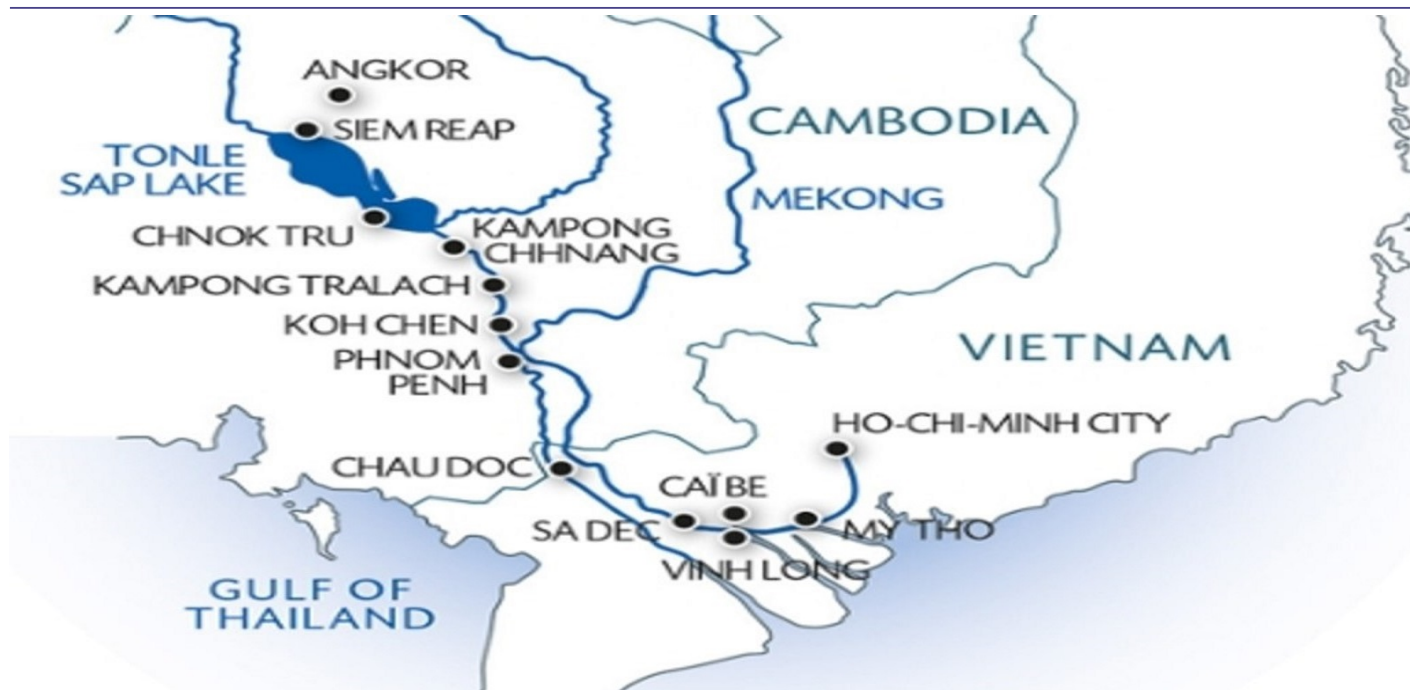 ANGKOR
SIEM REAP
CAMBODIA
TONLE
SAP LAKE
MEKONG
CHNOK TRU
KAMPONG
CHHNANG
KAMPONG TRALACH
KOH CHEN
VIETNAM
PHNOM
PENH
HO-CHI-MINH CITY
CHAU DOC
CAÏ BE
SA DEC
MY THO
VINH LONG
GULF OF
THAILAND